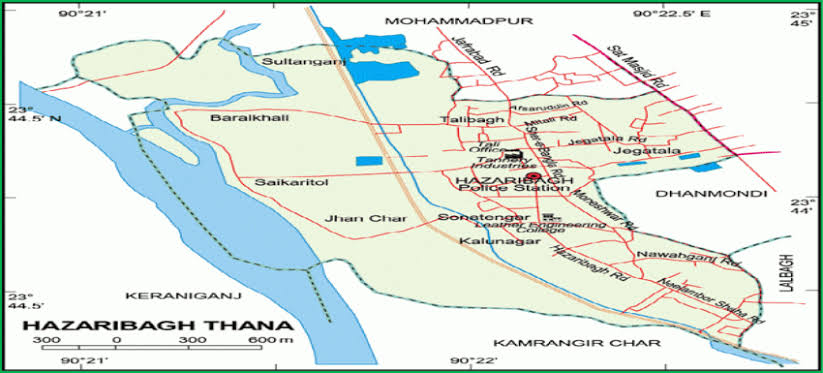 90°21'
90°22.5' E
23°
45'
MOHAMMADPUR
Jafrabad Rd
Sat Masjid Rd
Sultanganj
23°
44.5' N
Baraikhali
Talibagh
Afsaruddin Rd
Mitali Rd
Sher-e-Bangla Rd
Jegatala Rd
Jegatala
Tali
Office
Tannery
Industries
Saikaritol
HAZARIBAGH
Police Station
DHANMONDI
23°
44'
Jhan Char
Sonatengar
Moneshwar Rd
Leather Engineering
College
Kalunagar
Hazaribagh Rd
Nawabganj Rd
Neelambor Shaha Rd
LALBAGH
KERANIGANJ
23°
44.5'
HAZARIBAGH THANA
300 0 300 600 m
KAMRANGIR CHAR
90°21'
90°22'